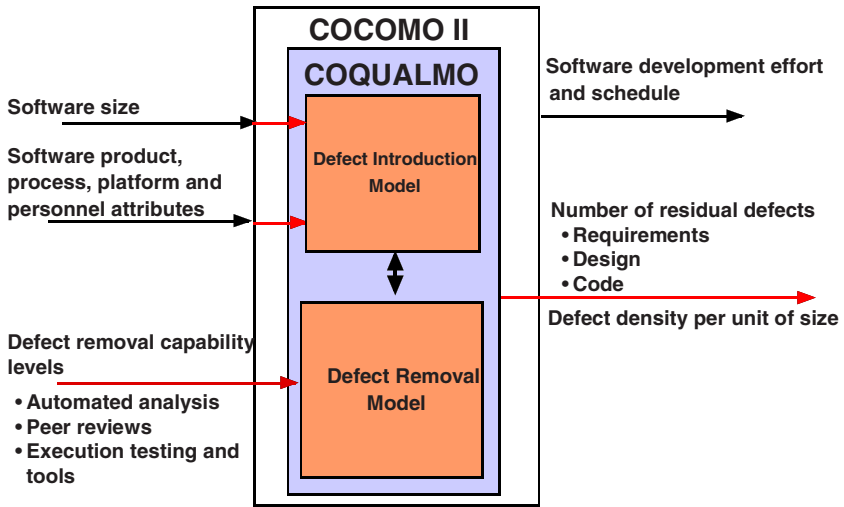 COCOMO II
COQUALMO
Software size
Software product,
process, platform and
personnel attributes
Defect Introduction
Model
Software development effort
and schedule
Number of residual defects
• Requirements
• Design
• Code
Defect density per unit of size
Defect removal capability
levels
• Automated analysis
• Peer reviews
• Execution testing and
tools
Defect Removal
Model